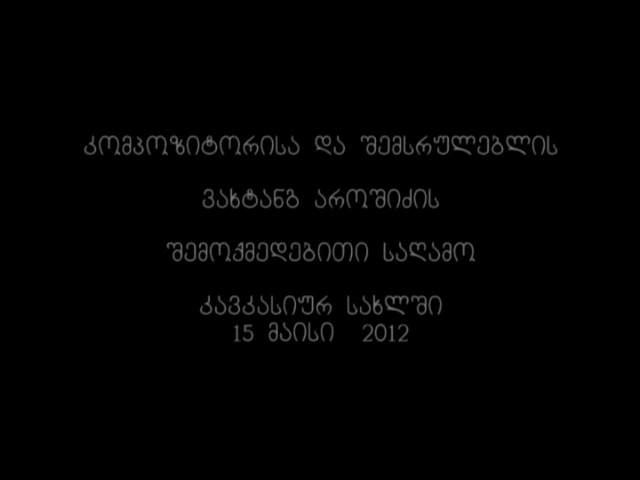 კომპოზიტორისა და შემსრულებლის
ვახტანგ აროშიძის
შემოქმედებითი საღამო
კავკასიურ სახლში
15 მაისი 2012